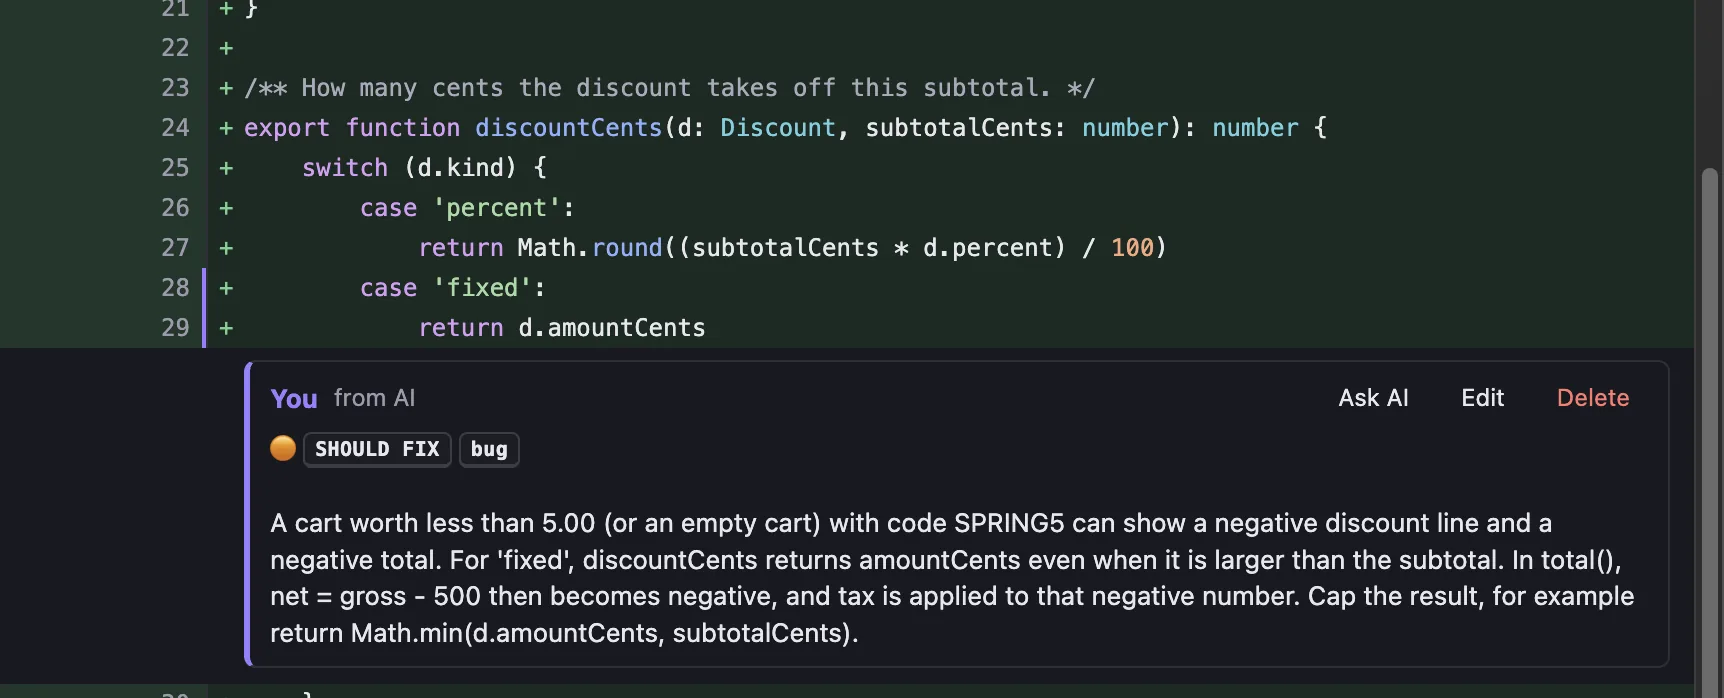 21 + }
22 +
23 + /** How many cents the discount takes off this subtotal. */
24 + export function discountCents(d: Discount, subtotalCents: number): number {
25 +     switch (d.kind) {
26 +         case 'percent':
27 +             return Math.round((subtotalCents * d.percent) / 100)
28 +         case 'fixed':
29 +             return d.amountCents
You from AI Ask AI Edit Delete
SHOULD FIX bug
A cart worth less than 5.00 (or an empty cart) with code SPRING5 can show a negative discount line and a
negative total. For 'fixed', discountCents returns amountCents even when it is larger than the subtotal. In total(),
net = gross - 500 then becomes negative, and tax is applied to that negative number. Cap the result, for example
return Math.min(d.amountCents, subtotalCents).